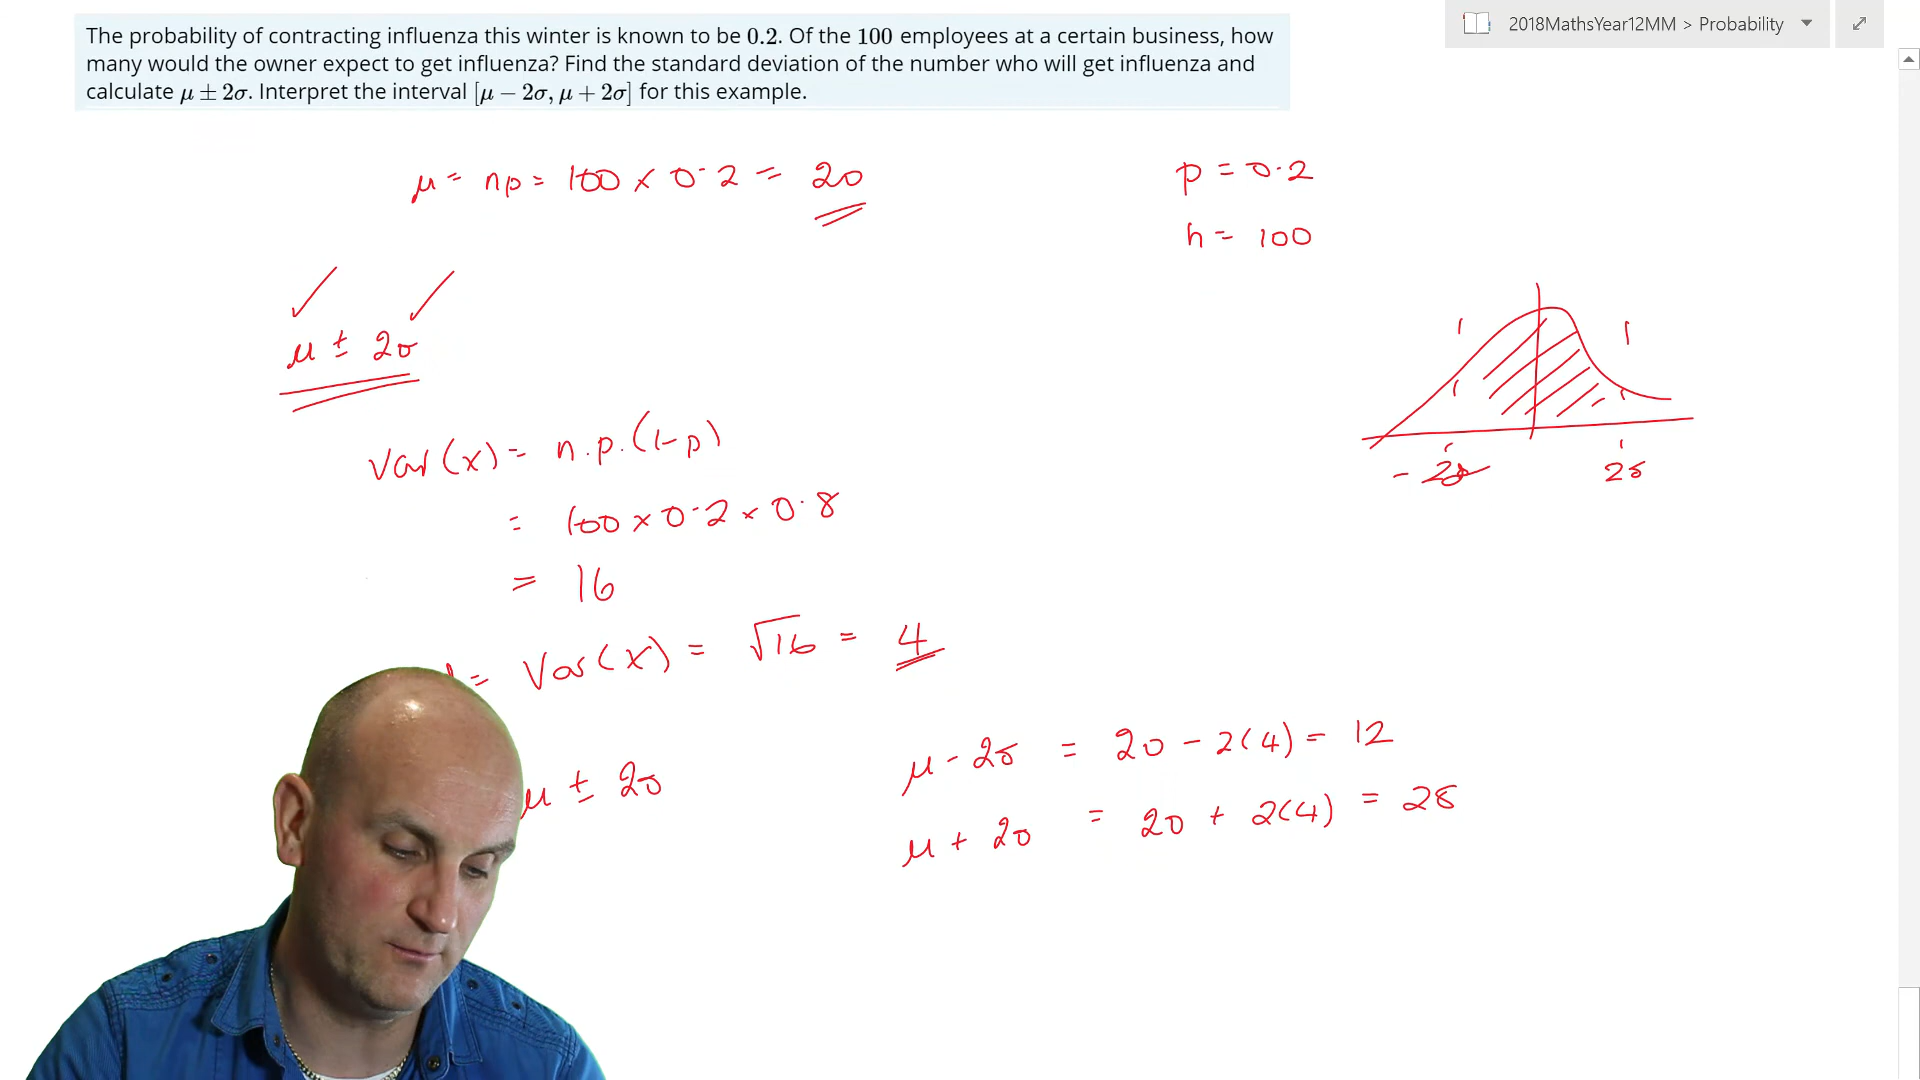 The probability of contracting influenza this winter is known to be 0.2. Of the 100 employees at a certain business, how
many would the owner expect to get influenza? Find the standard deviation of the number who will get influenza and
calculate μ ± 2σ. Interpret the interval [μ − 2σ, μ + 2σ] for this example.
2018MathsYear12MM > Probability
μ = np = 100 × 0.2 = 20
p = 0.2
n = 100
μ ± 2σ
Var(x) = n.p.(1-p)
= 100 × 0.2 × 0.8
= 16
= Var(X) = √16 = 4
-2σ
2σ
μ ± 2σ
μ - 2σ = 20 - 2(4) = 12
μ + 2σ = 20 + 2(4) = 28